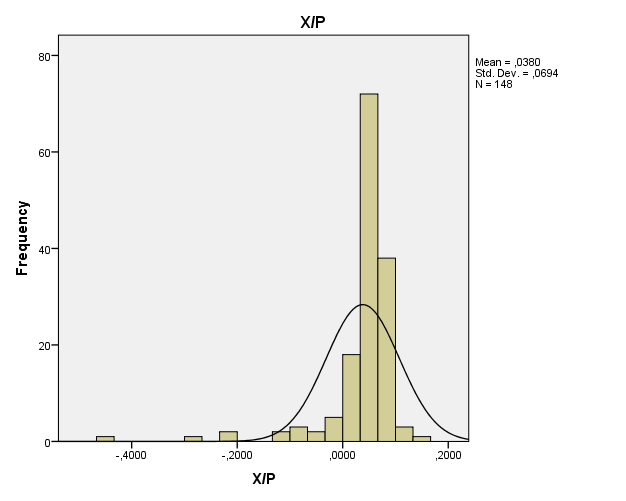 X/P
Mean = ,0380
Std. Dev. = ,0694
N = 148
80
60
40
20
0
Frequency
-,4000
-,2000
,0000
,2000
X/P